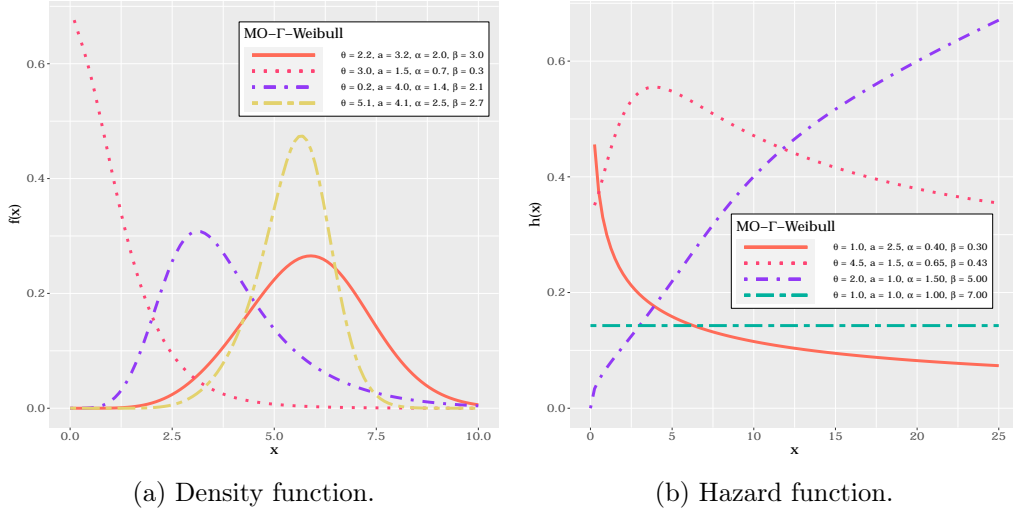 MO−Γ−Weibull
θ = 2.2, a = 3.2, α = 2.0, β = 3.0
θ = 3.0, a = 1.5, α = 0.7, β = 0.3
θ = 0.2, a = 4.0, α = 1.4, β = 2.1
θ = 5.1, a = 4.1, α = 2.5, β = 2.7
f(x)
0.6
0.4
0.2
0.0
0.0 2.5 5.0 7.5 10.0
x
(a) Density function.
MO−Γ−Weibull
θ = 1.0, a = 2.5, α = 0.40, β = 0.30
θ = 4.5, a = 1.5, α = 0.65, β = 0.43
θ = 2.0, a = 1.0, α = 1.50, β = 5.00
θ = 1.0, a = 1.0, α = 1.00, β = 7.00
h(x)
0.6
0.4
0.2
0.0
0 5 10 15 20 25
x
(b) Hazard function.